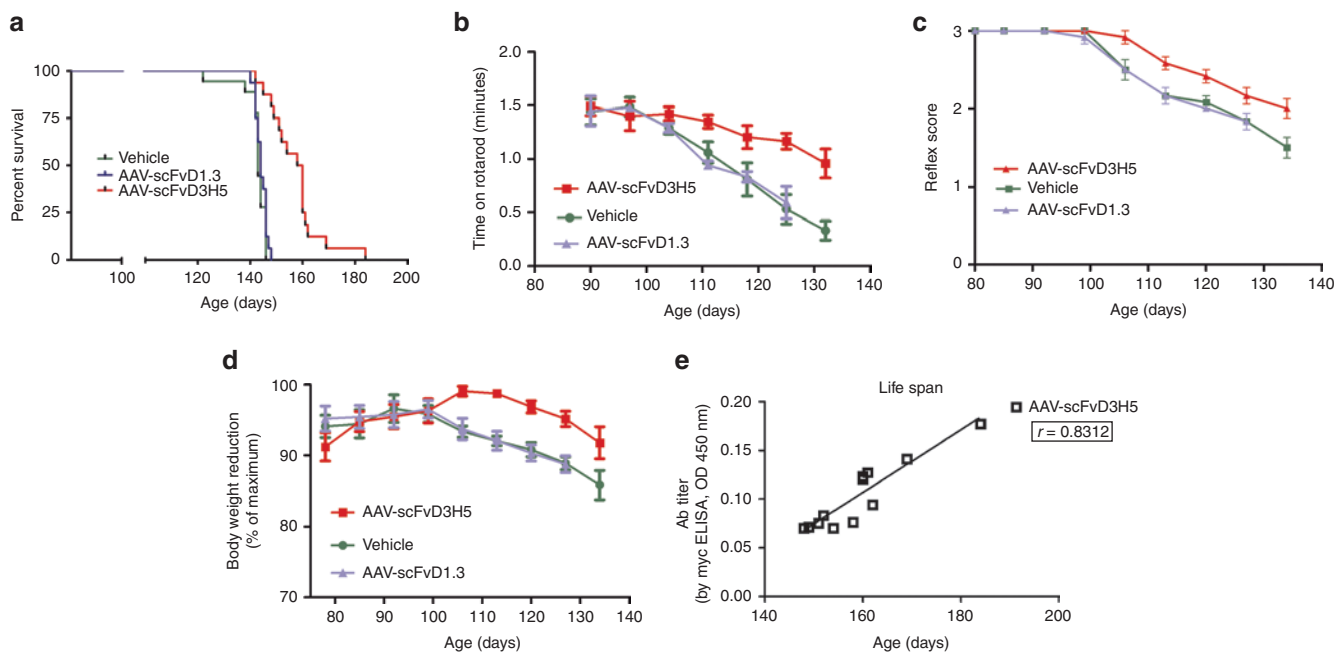 a
Percent survival
100
75
50
25
0
Vehicle
AAV-scFvD1.3
AAV-scFvD3H5
100
120
140
160
180
200
Age (days)
b
Time on rotarod (minutes)
2.0
1.5
1.0
0.5
0.0
AAV-scFvD3H5
Vehicle
AAV-scFvD1.3
80
90
100
110
120
130
140
Age (days)
c
Reflex score
3
2
1
0
AAV-scFvD3H5
Vehicle
AAV-scFvD1.3
80
90
100
110
120
130
140
Age (days)
d
Body weight reduction
(% of maximum)
100
90
80
70
AAV-scFvD3H5
Vehicle
AAV-scFvD1.3
80
90
100
110
120
130
140
Age (days)
e
Life span
Ab titer
(by myc ELISA, OD 450 nm)
0.20
0.15
0.10
0.05
0.00
AAV-scFvD3H5
r = 0.8312
140
160
180
200
Age (days)